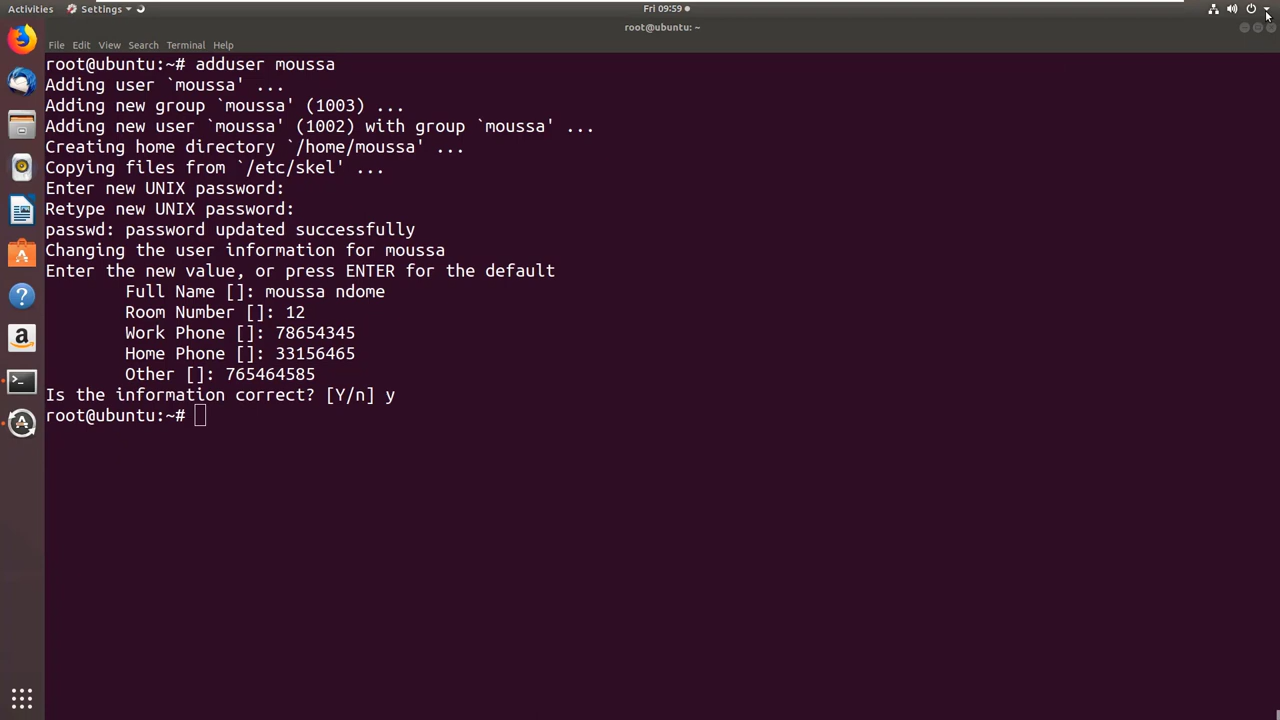 Activities Settings Fri 09:59
root@ubuntu: ~
File Edit View Search Terminal Help
root@ubuntu:~# adduser moussa
Adding user `moussa' ...
Adding new group `moussa' (1003) ...
Adding new user `moussa' (1002) with group `moussa' ...
Creating home directory `/home/moussa' ...
Copying files from `/etc/skel' ...
Enter new UNIX password:
Retype new UNIX password:
passwd: password updated successfully
Changing the user information for moussa
Enter the new value, or press ENTER for the default
Full Name []: moussa ndome
Room Number []: 12
Work Phone []: 78654345
Home Phone []: 33156465
Other []: 765464585
Is the information correct? [Y/n] y
root@ubuntu:~#